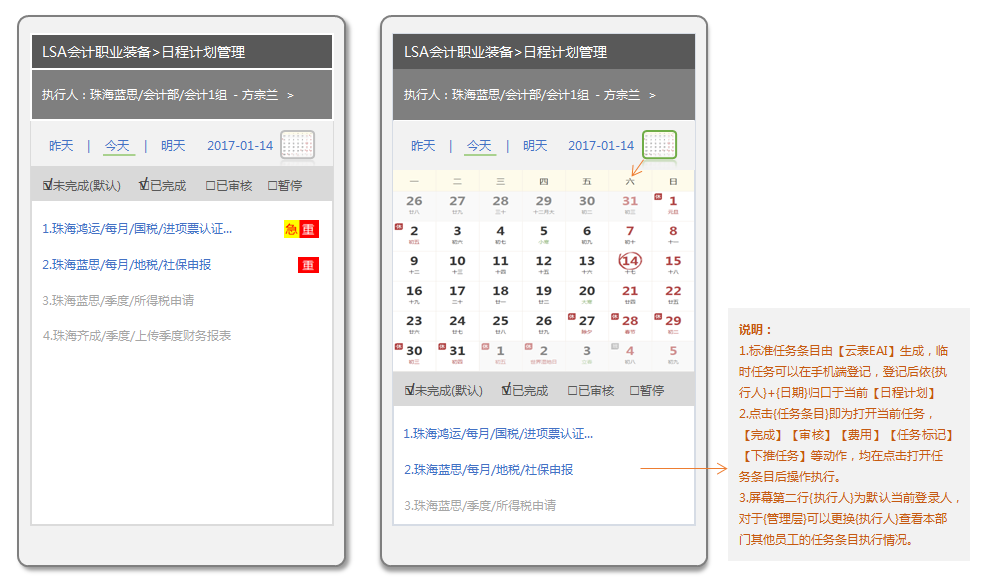 LSA会计职业装备>日程计划管理
执行人：珠海蓝思/会计部/会计1组 - 方宗兰 >
昨天 | 今天 | 明天 2017-01-14
未完成(默认) 已完成 已审核 暂停
1.珠海鸿运/每月/国税/进项票认证... 急 重
2.珠海蓝思/每月/地税/社保申报 重
3.珠海蓝思/季度/所得税申请
4.珠海齐成/季度/上传季度财务报表
LSA会计职业装备>日程计划管理
执行人：珠海蓝思/会计部/会计1组 - 方宗兰 >
昨天 | 今天 | 明天 2017-01-14
一 二 三 四 五 六 日
26 27 28 29 30 31 休 1
廿八 廿九 三十 十二月大 初二 初三 元旦
休 2 3 4 5 6 7 8
初五 初六 初七 小寒 初九 初十 十一
9 10 11 12 13 14 15
十二 十三 十四 十五 十六 十七 十八
16 17 18 19 20 21 22
十九 二十 廿一 廿二 大寒 廿四 廿五
23 24 25 26 休 27 休 28 休 29
廿六 廿七 廿八 廿九 除夕 春节 初二
休 30 休 31 休 1 休 2 3 4 5
初三 初四 初五 立春 初八 初九
未完成(默认) 已完成 已审核 暂停
1.珠海鸿运/每月/国税/进项票认证...
2.珠海蓝思/每月/地税/社保申报
3.珠海蓝思/季度/所得税申请
说明：
1.标准任务条目由【云表EAI】生成，临
时任务可以在手机端登记，登记后依{执
行人}+{日期}归口于当前【日程计划】
2.点击{任务条目}即为打开当前任务，
【完成】【审核】【费用】【任务标记】
【下推任务】等动作，均在点击打开任
务条目后操作执行。
3.屏幕第二行{执行人}为默认当前登录人，
对于{管理层}可以更换{执行人}查看本部
门其他员工的任务条目执行情况。